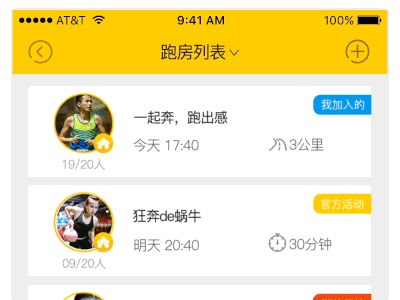 AT&T 9:41 AM 100%
跑房列表
我加入的
一起奔，跑出感
今天 17:40 3公里
19/20人
官方活动
狂奔de蜗牛
明天 20:40 30分钟
09/20人